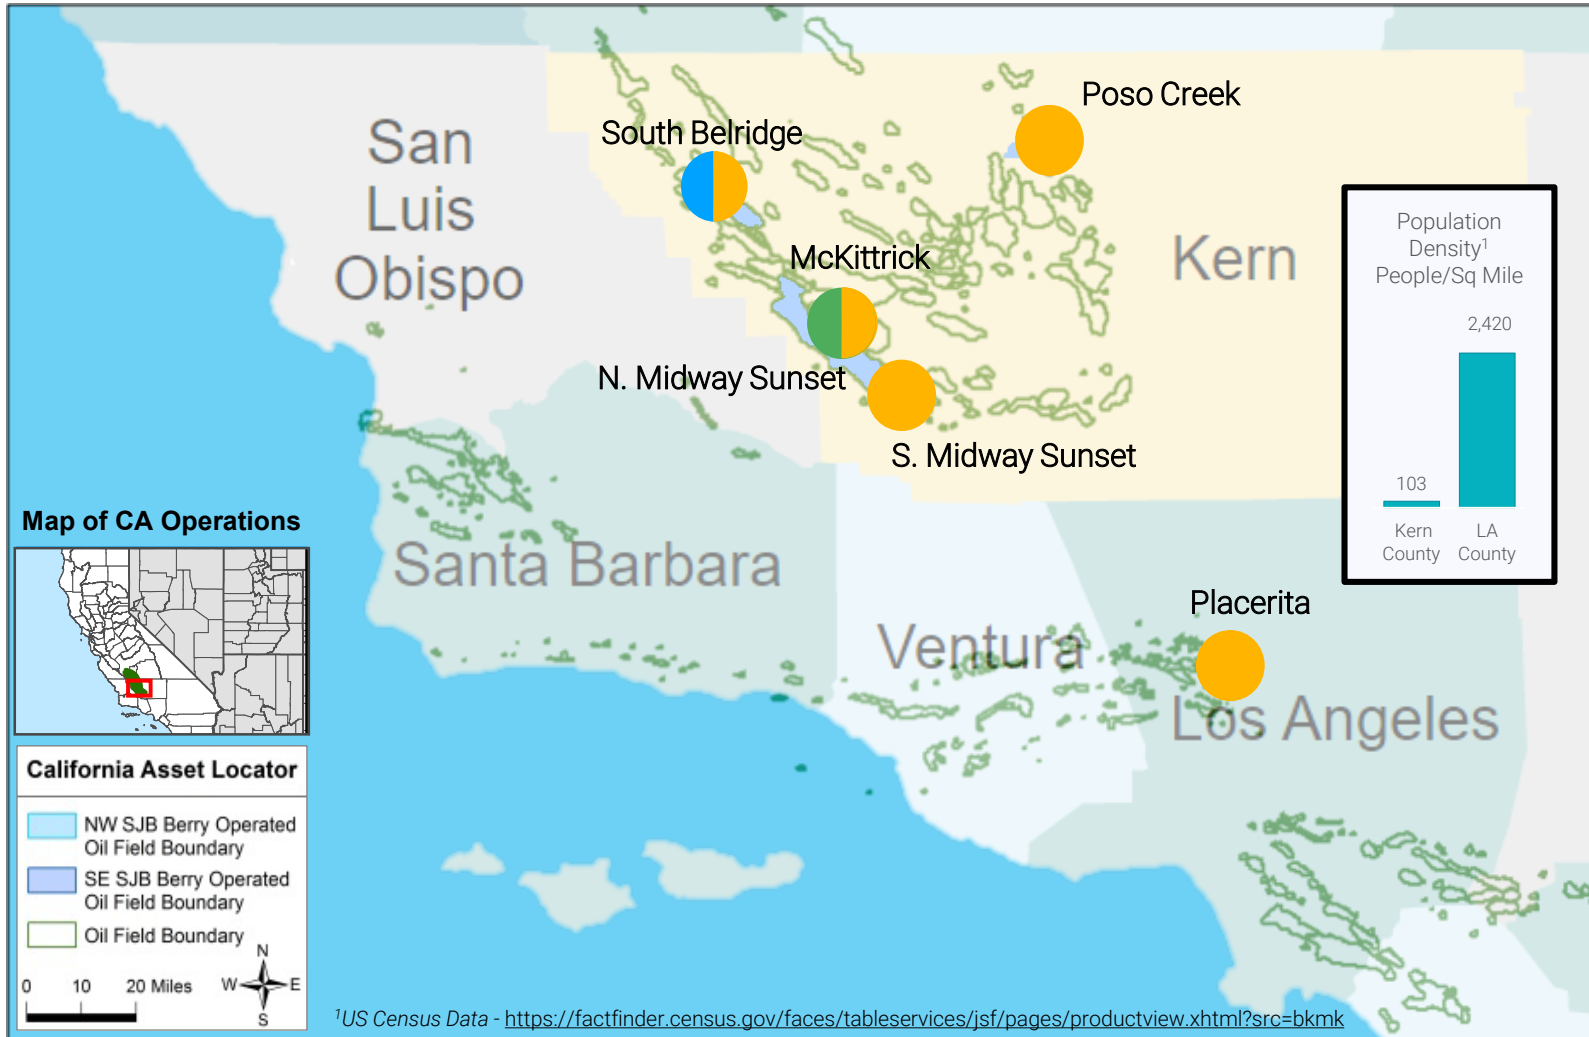 Poso Creek
South Belridge
San
Luis
Obispo
McKittrick
Kern
N. Midway Sunset
S. Midway Sunset
Population
Density¹
People/Sq Mile
2,420
103
Kern
County
LA
County
Santa Barbara
Ventura
Placerita
Los Angeles
Map of CA Operations
California Asset Locator
NW SJB Berry Operated
Oil Field Boundary
SE SJB Berry Operated
Oil Field Boundary
Oil Field Boundary
N
W E
S
0 10 20 Miles
¹US Census Data - https://factfinder.census.gov/faces/tableservices/jsf/pages/productview.xhtml?src=bkmk